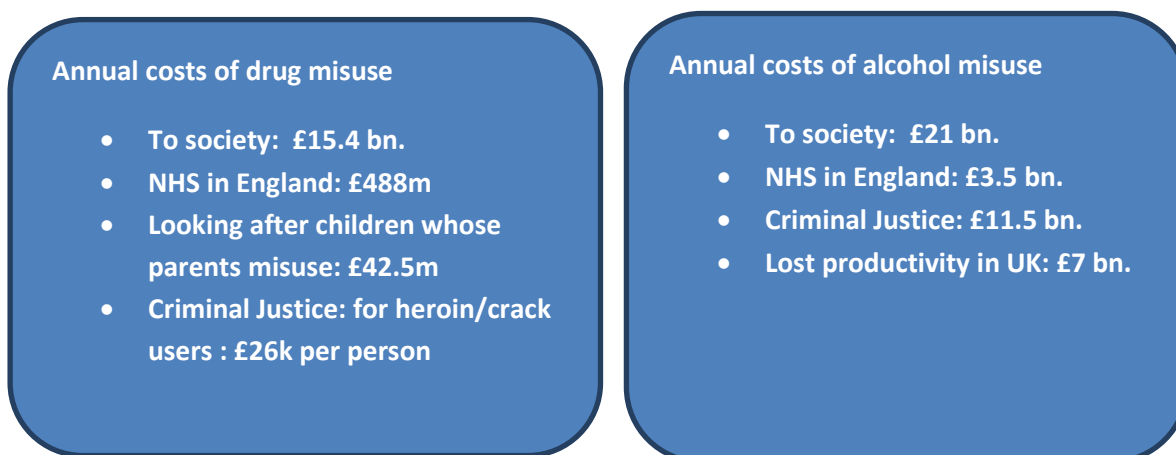 Annual costs of drug misuse
• To society:  £15.4 bn.
• NHS in England: £488m
• Looking after children whose
parents misuse: £42.5m
• Criminal Justice: for heroin/crack
users : £26k per person
Annual costs of alcohol misuse
• To society:  £21 bn.
• NHS in England: £3.5 bn.
• Criminal Justice: £11.5 bn.
• Lost productivity in UK: £7 bn.